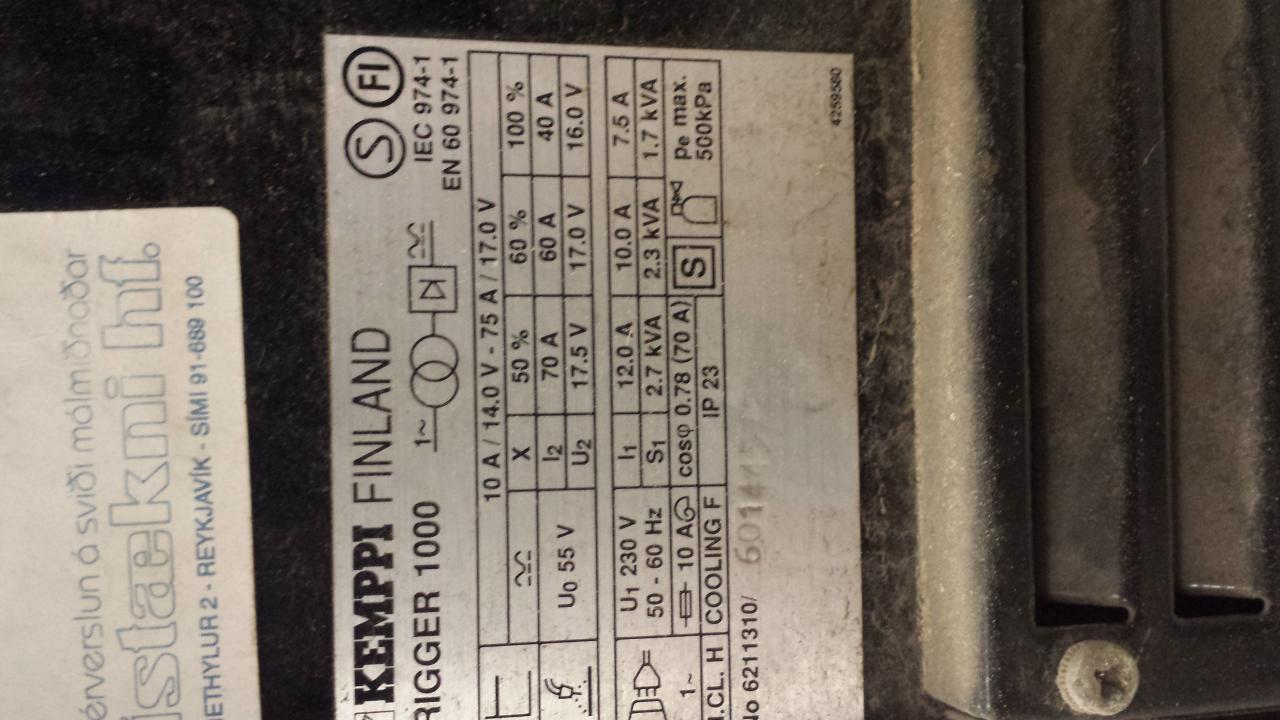 érverslun á sviði málmiðnaðar
ístækni hf.
METHYLUR 2 - REYKJAVÍK - SÍMI 91-689 100
KEMPPI FINLAND
RIGGER 1000
1~
S FI
IEC 974-1
EN 60 974-1
10 A / 14.0 V - 75 A / 17.0 V
X 50 % 60 % 100 %
U0 55 V
I2 70 A 60 A 40 A
U2 17.5 V 17.0 V 16.0 V
U1 230 V
50 - 60 Hz
I1 12.0 A 10.0 A 7.5 A
S1 2.7 kVA 2.3 kVA 1.7 kVA
1~
10 A
cosφ 0.78 (70 A)
S
pe max.
500kPa
I.CL. H
COOLING F
IP 23
No 6211310/
4259580